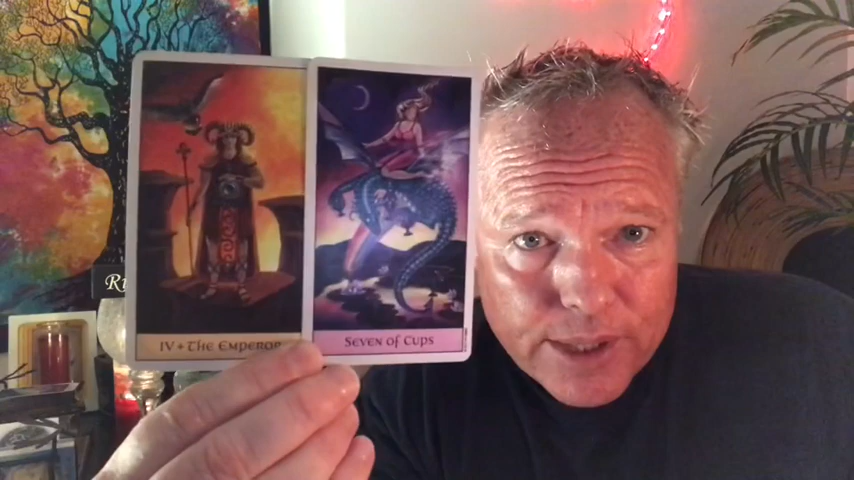 IV ✦ The Emperor
Seven of Cups